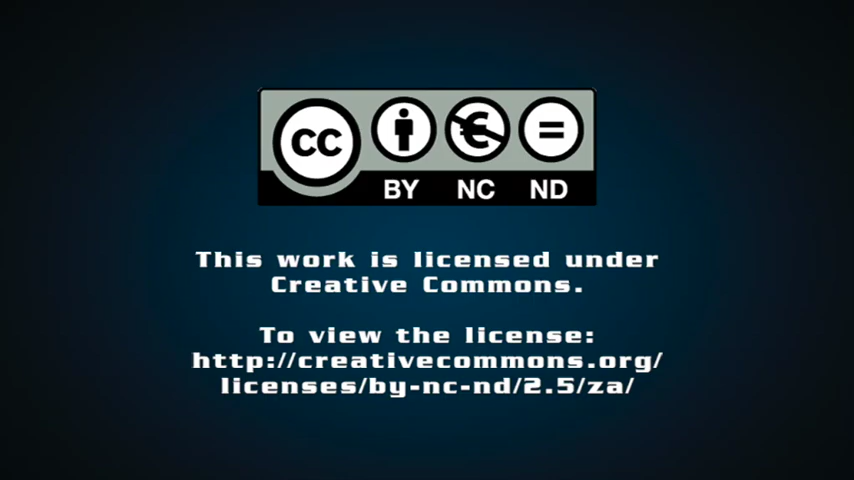 cc
BY NC ND
This work is licensed under
Creative Commons.
To view the license:
http://creativecommons.org/
licenses/by-nc-nd/2.5/za/